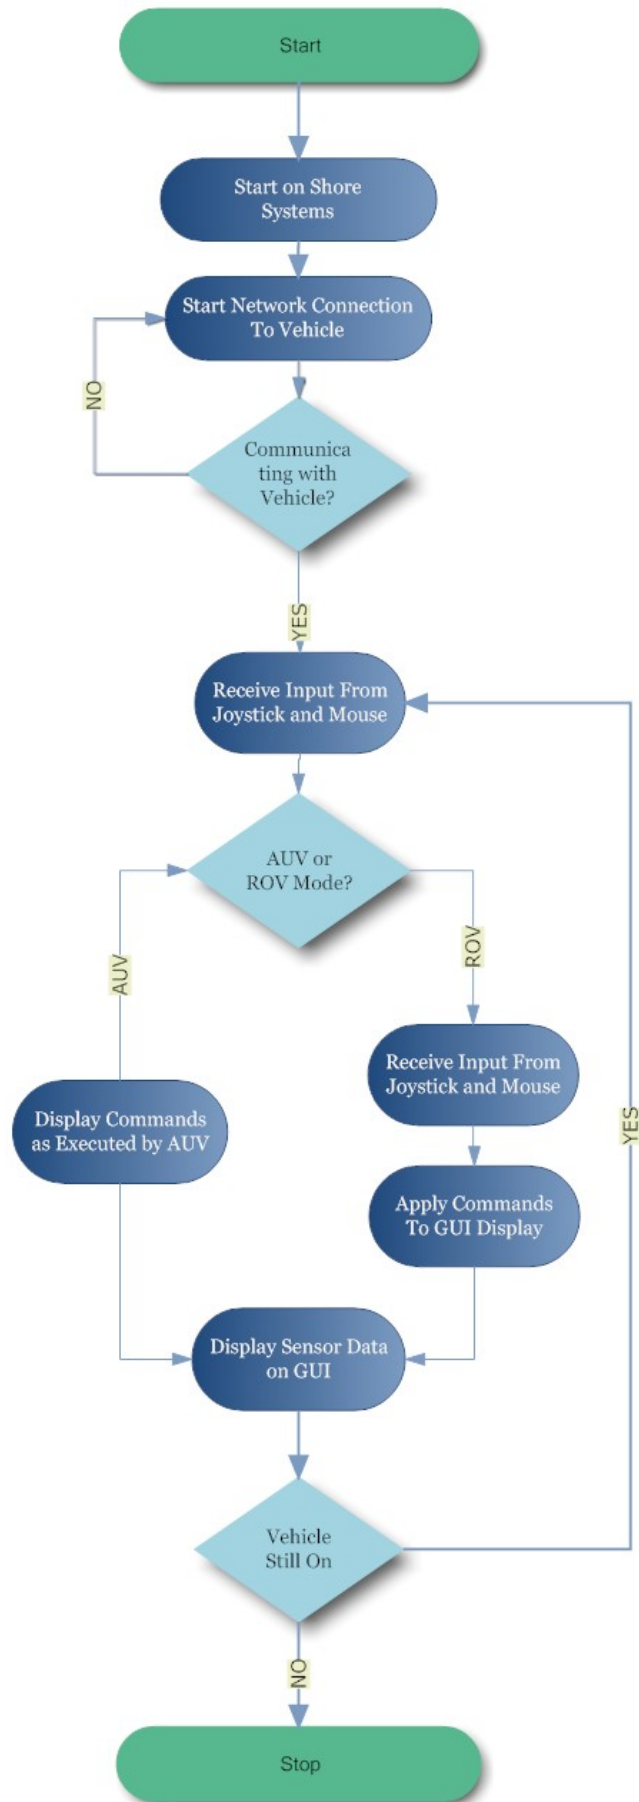 Start
Start on Shore
Systems
Start Network Connection
To Vehicle
NO
Communica
ting with
Vehicle?
YES
Receive Input From
Joystick and Mouse
AUV or
ROV Mode?
AUV
ROV
Receive Input From
Joystick and Mouse
Display Commands
as Executed by AUV
YES
Apply Commands
To GUI Display
Display Sensor Data
on GUI
Vehicle
Still On
NO
Stop